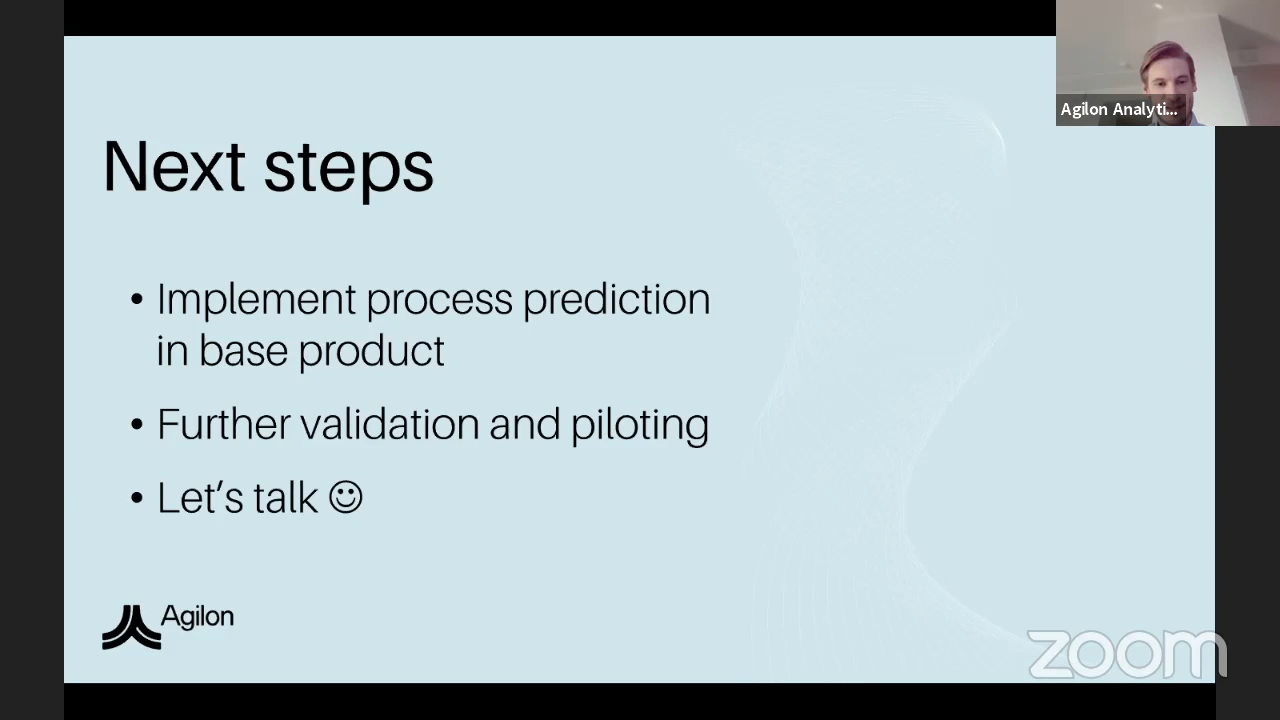 Agilon Analyti...
Next steps
• Implement process prediction
in base product
• Further validation and piloting
• Let's talk ☺
Agilon
zoom